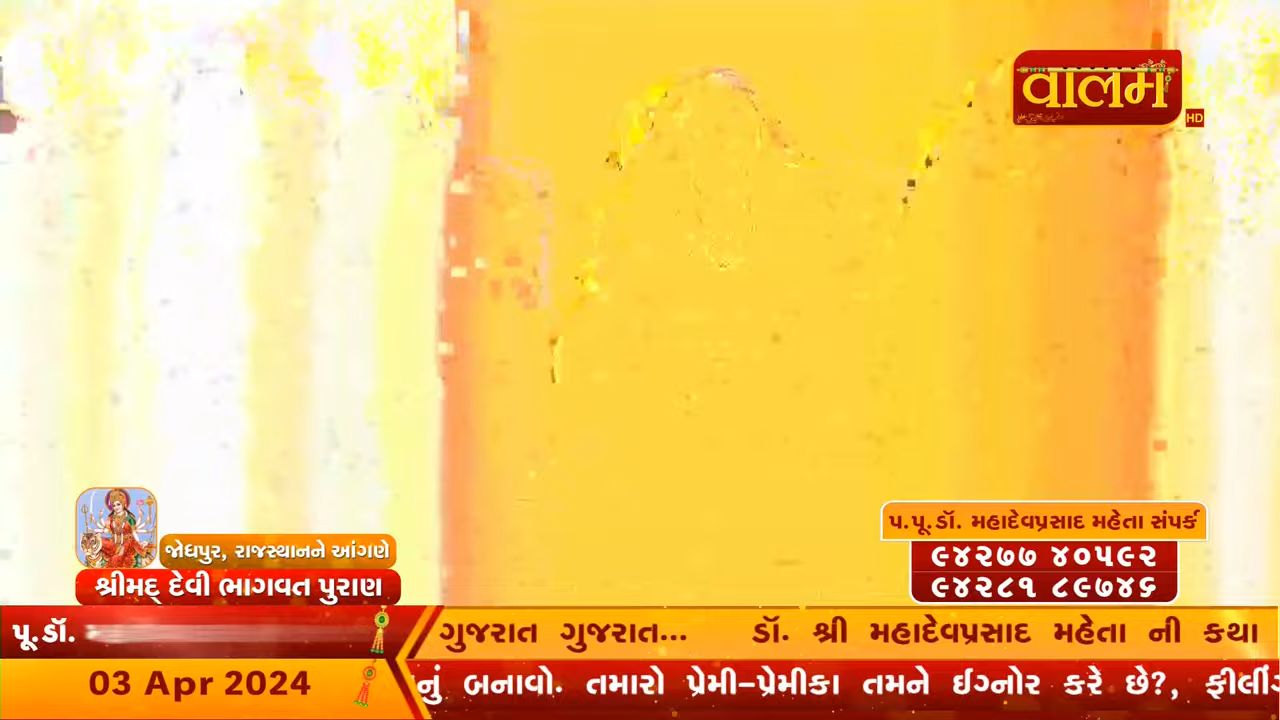 વાલમ
HD
પ.પૂ.ડૉ. મહાદેવપ્રસાદ મહેતા સંપર્ક
૯૪૨૭૭ ૪૦૫૯૨
૯૪૨૮૧ ૮૯૭૪૬
જોધપુર, રાજસ્થાનને આંગણે
શ્રીમદ્ દેવી ભાગવત પુરાણ
પૂ.ડૉ.
ગુજરાત ગુજરાત... ડૉ. શ્રી મહાદેવપ્રસાદ મહેતા ની કથા
03 Apr 2024
નું બનાવો. તમારો પ્રેમી-પ્રેમીકા તમને ઈગ્નોર કરે છે?,